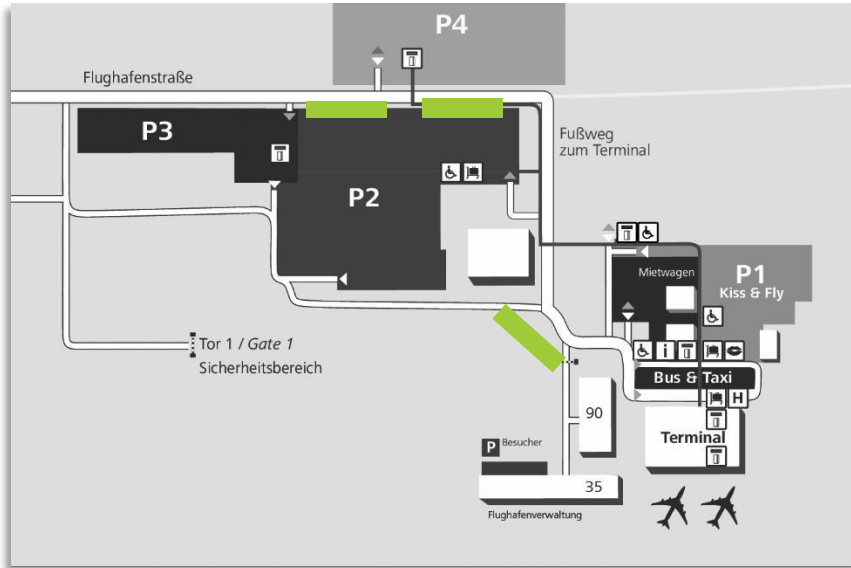 P4
Flughafenstraße
P3
Fußweg
zum Terminal
P2
Mietwagen
P1
Kiss & Fly
Tor 1 / Gate 1
Sicherheitsbereich
i
Bus & Taxi
H
90
Terminal
P Besucher
35
Flughafenverwaltung